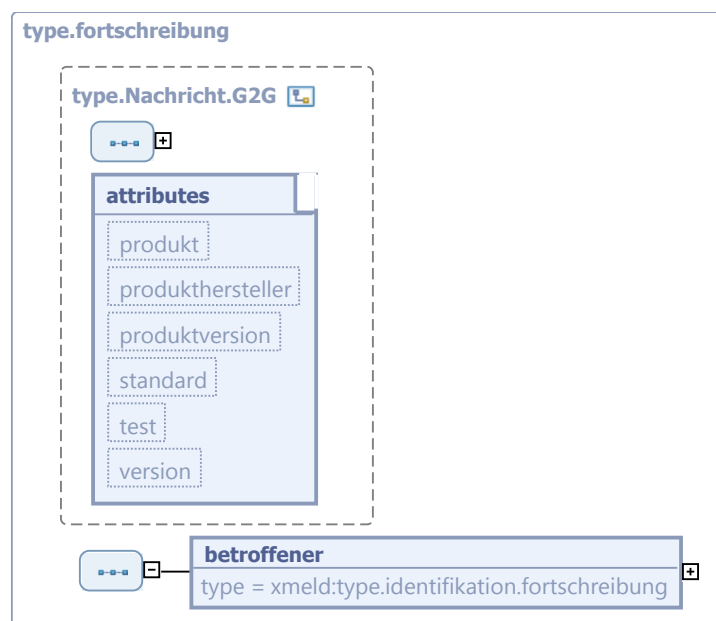 type.fortschreibung
type.Nachricht.G2G
attributes
produkt
produkthersteller
produktversion
standard
test
version
betroffener
type = xmeld:type.identifikation.fortschreibung